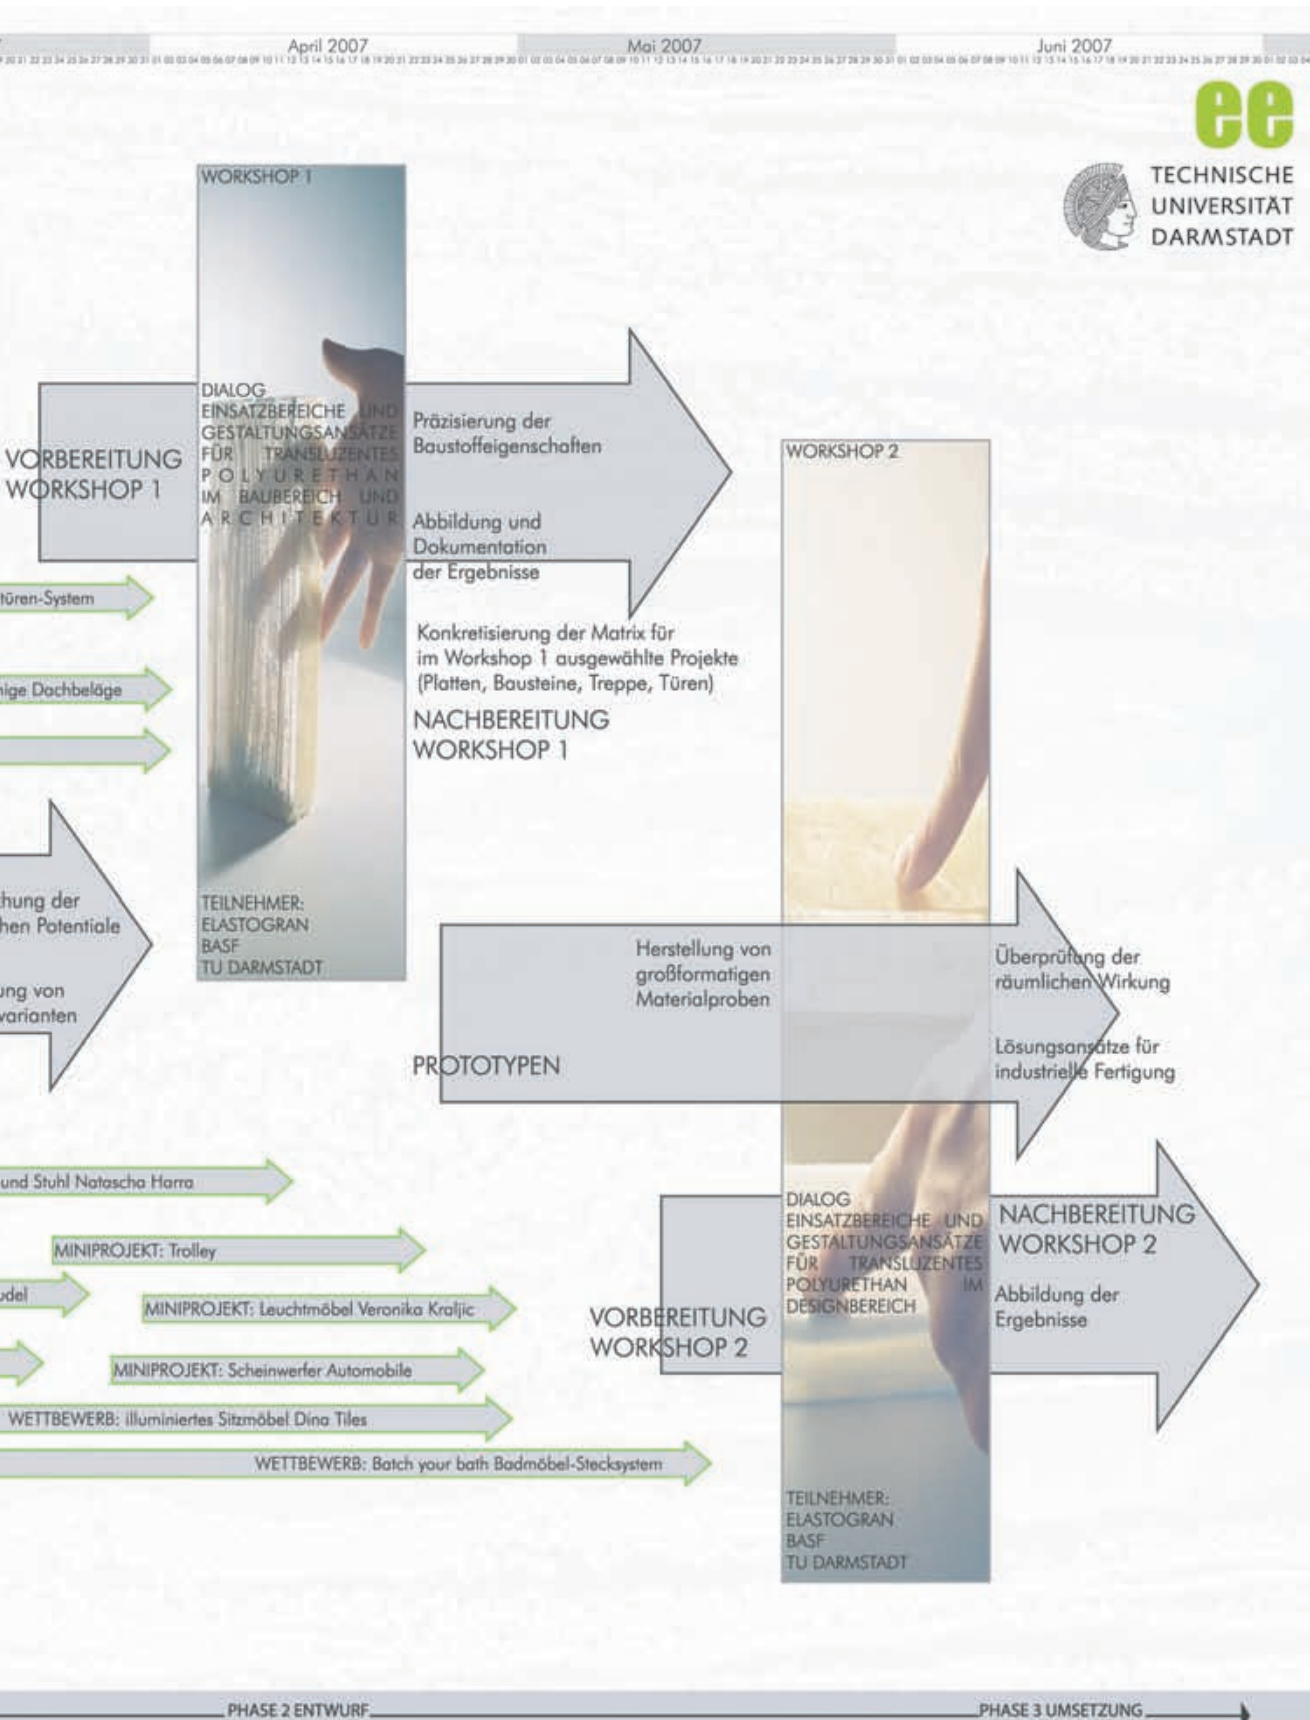 April 2007
Mai 2007
Juni 2007
ee
TECHNISCHE
UNIVERSITÄT
DARMSTADT
WORKSHOP 1
DIALOG
EINSATZBEREICHE UND
GESTALTUNGSANSÄTZE
FÜR TRANSLUZENTES
POLYURETHAN
IM BAUBEREICH UND
ARCHITEKTUR
VORBEREITUNG
WORKSHOP 1
Präzisierung der
Baustoffeigenschaften
Abbildung und
Dokumentation
der Ergebnisse
Konkretisierung der Matrix für
im Workshop 1 ausgewählte Projekte
(Platten, Bausteine, Treppe, Türen)
NACHBEREITUNG
WORKSHOP 1
türen-System
nige Dachbeläge
hung der
hen Potentiale
ung von
varianten
TEILNEHMER:
ELASTOGRAN
BASF
TU DARMSTADT
WORKSHOP 2
Herstellung von
großformatigen
Materialproben
Überprüfung der
räumlichen Wirkung
Lösungsansätze für
industrielle Fertigung
PROTOTYPEN
und Stuhl Natascha Harra
MINIPROJEKT: Trolley
udel
MINIPROJEKT: Leuchtmöbel Veronika Kraljic
MINIPROJEKT: Scheinwerfer Automobile
WETTBEWERB: illuminiertes Sitzmöbel Dina Tiles
WETTBEWERB: Batch your bath Badmöbel-Stecksystem
VORBEREITUNG
WORKSHOP 2
DIALOG
EINSATZBEREICHE UND
GESTALTUNGSANSÄTZE
FÜR TRANSLUZENTES
POLYURETHAN IM
DESIGNBEREICH
NACHBEREITUNG
WORKSHOP 2
Abbildung der
Ergebnisse
TEILNEHMER:
ELASTOGRAN
BASF
TU DARMSTADT
PHASE 2 ENTWURF
PHASE 3 UMSETZUNG